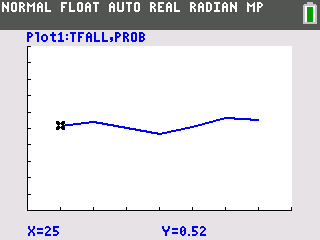 NORMAL FLOAT AUTO REAL RADIAN MP
Plot1:TFALL,PROB
X=25 Y=0.52